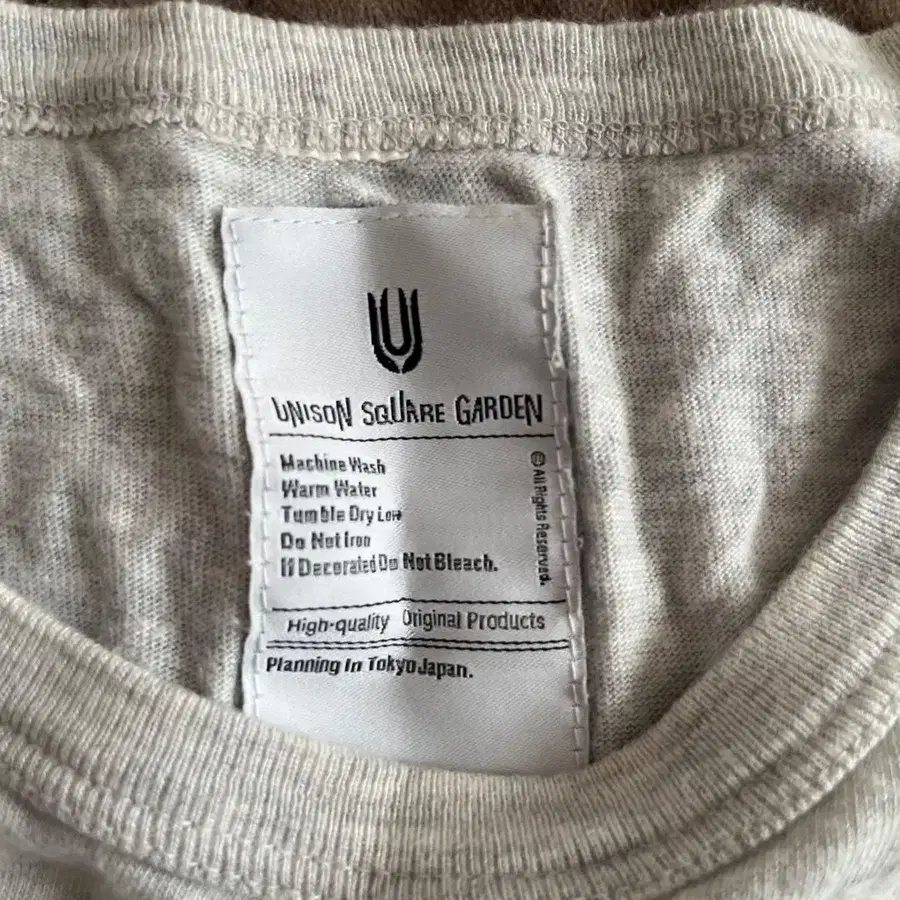 U
UNISON SQUARE GARDEN
Machine Wash
Warm Water
Tumble Dry Low
Do Not Iron
If Decorated Do Not Bleach.
© All Rights Reserved.
High-quality Original Products
Planning In Tokyo Japan.